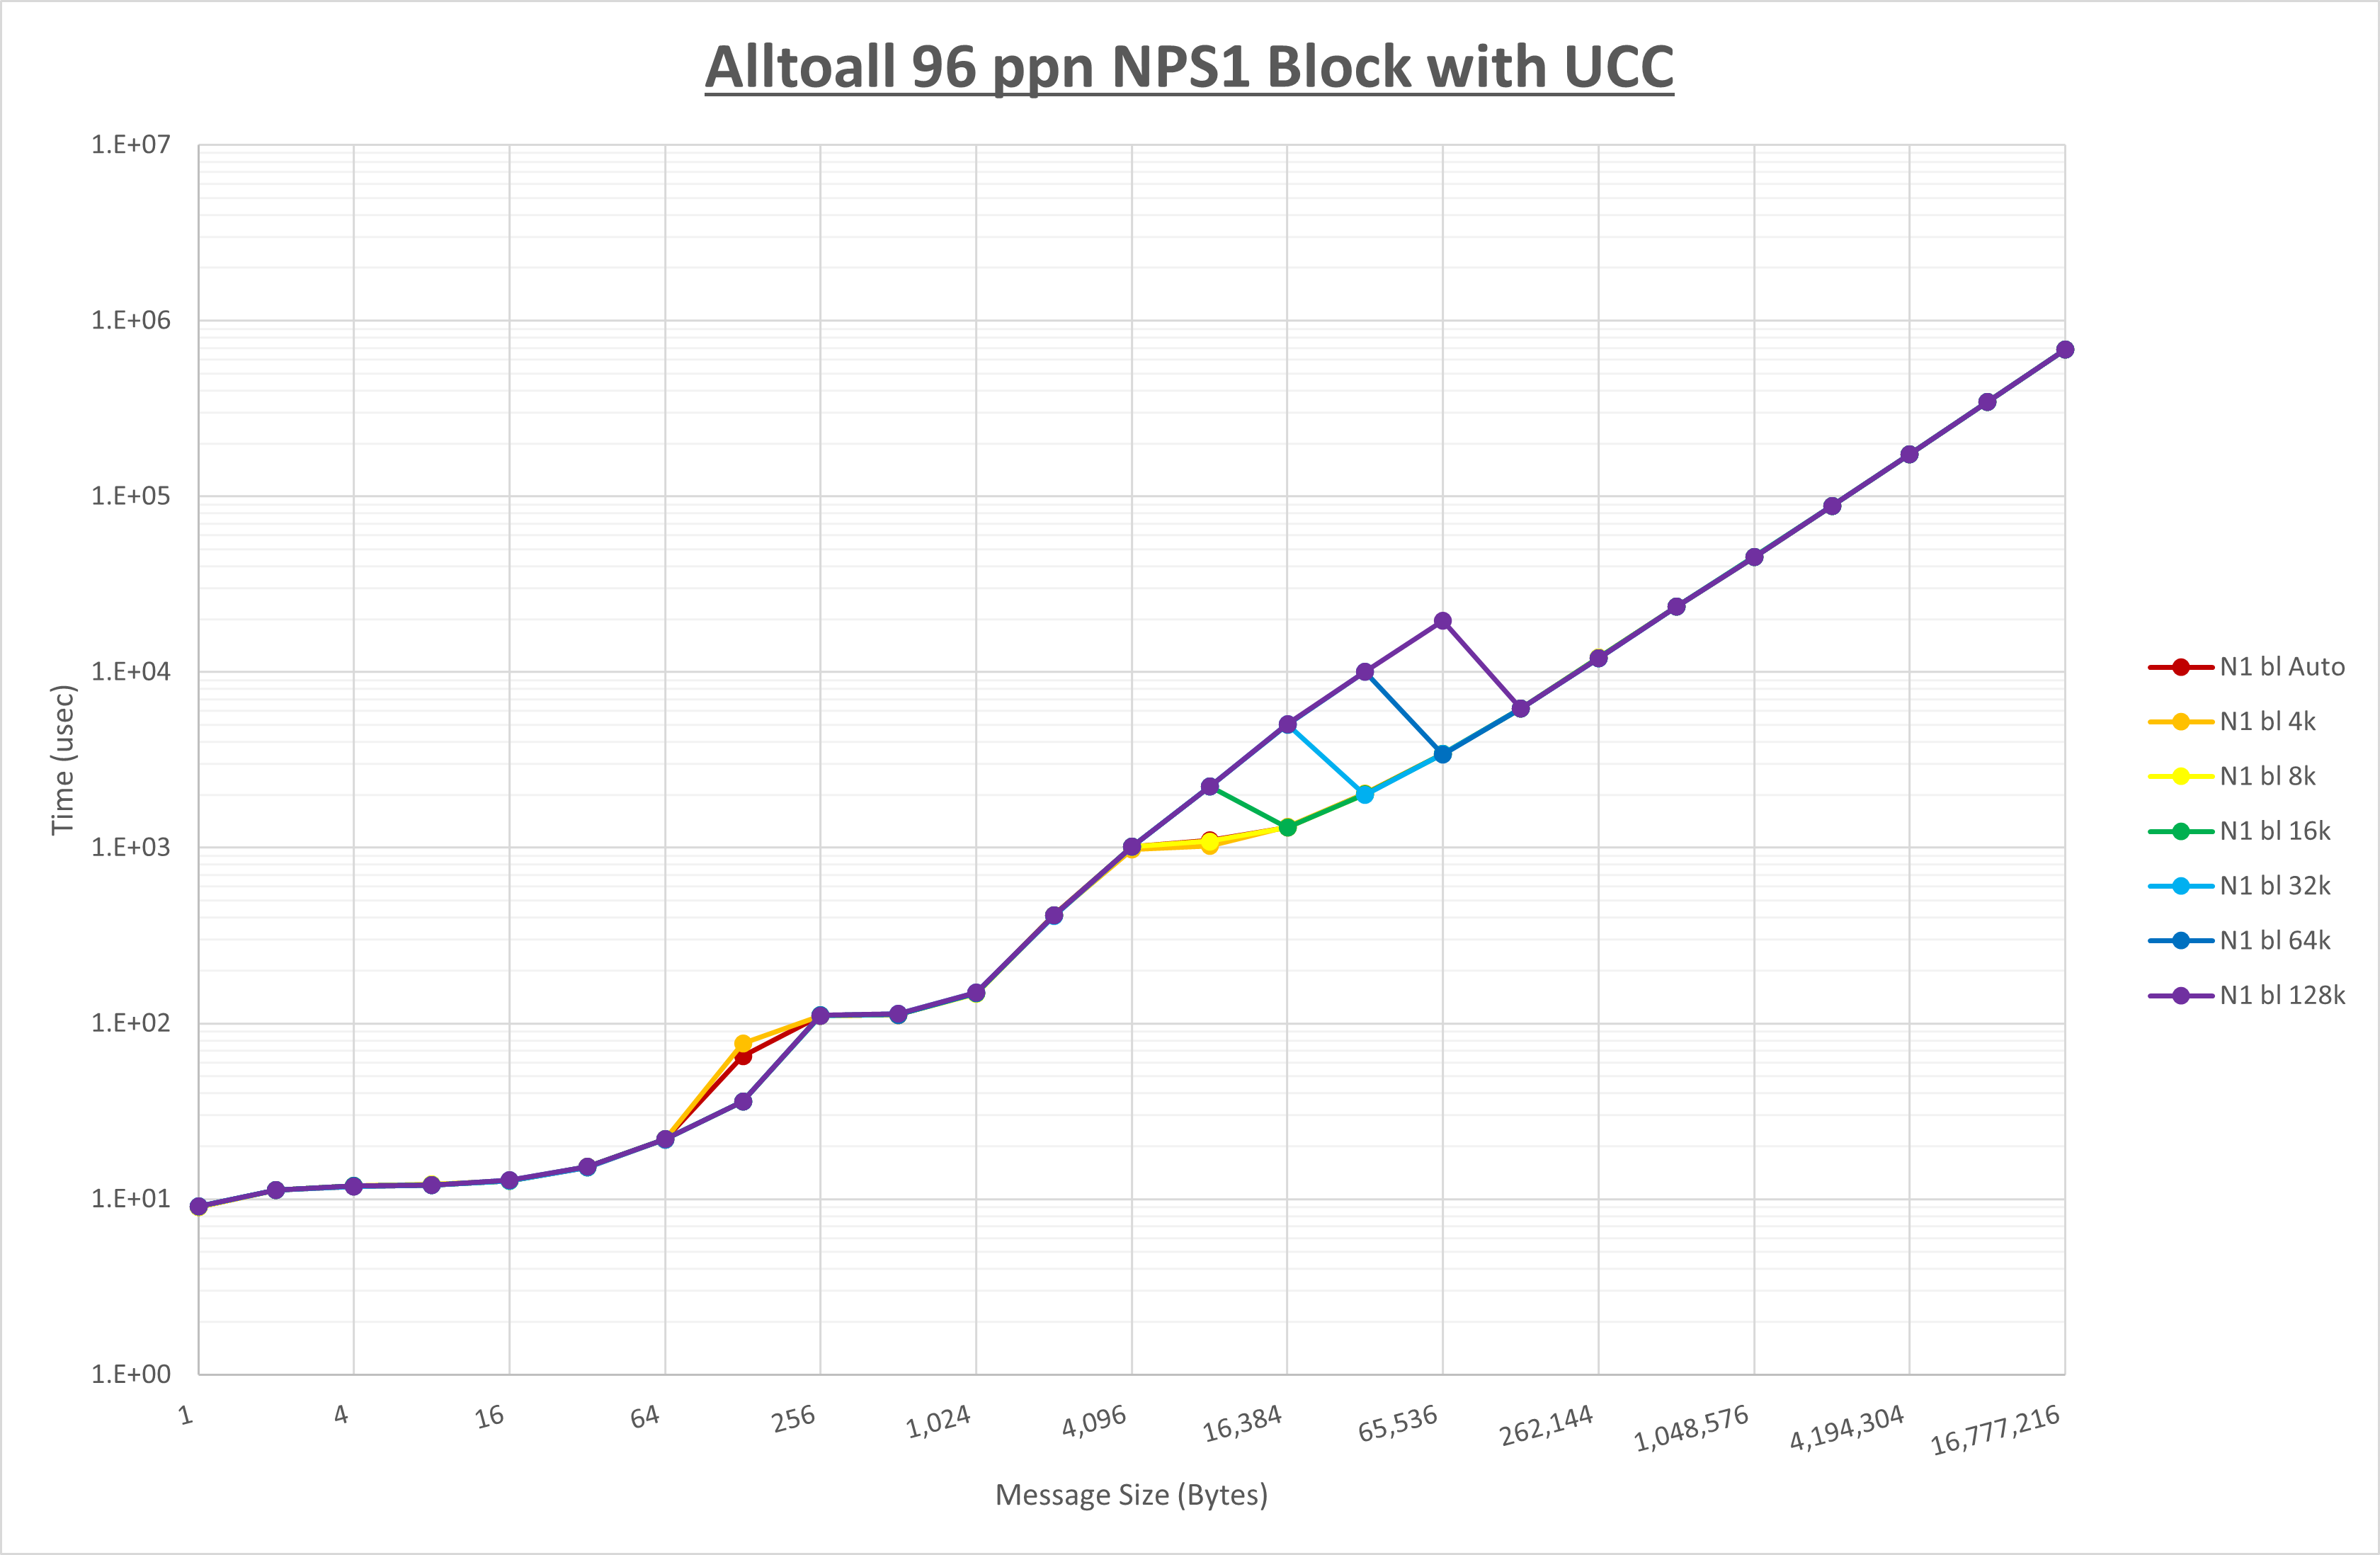 Alltoall 96 ppn NPS1 Block with UCC
1.E+07
1.E+06
1.E+05
1.E+04
1.E+03
1.E+02
1.E+01
1.E+00
Time (usec)
1
4
16
64
256
1,024
4,096
16,384
65,536
262,144
1,048,576
4,194,304
16,777,216
Message Size (Bytes)
N1 bl Auto
N1 bl 4k
N1 bl 8k
N1 bl 16k
N1 bl 32k
N1 bl 64k
N1 bl 128k